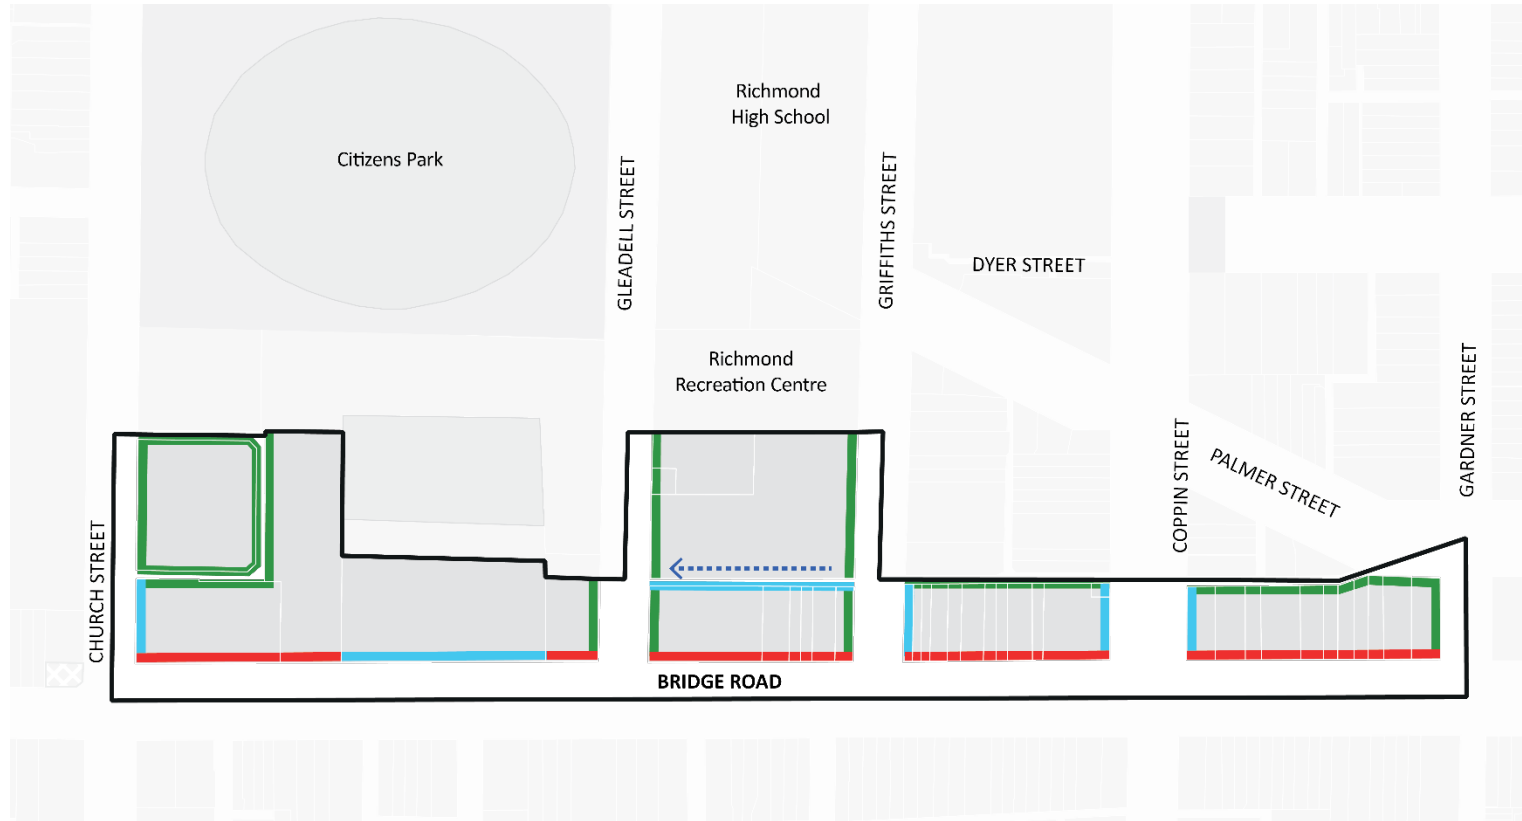 Richmond
High School
Citizens Park
GLEADELL STREET
GRIFFITHS STREET
DYER STREET
Richmond
Recreation Centre
GARDNER STREET
COPPIN STREET
PALMER STREET
CHURCH STREET
BRIDGE ROAD